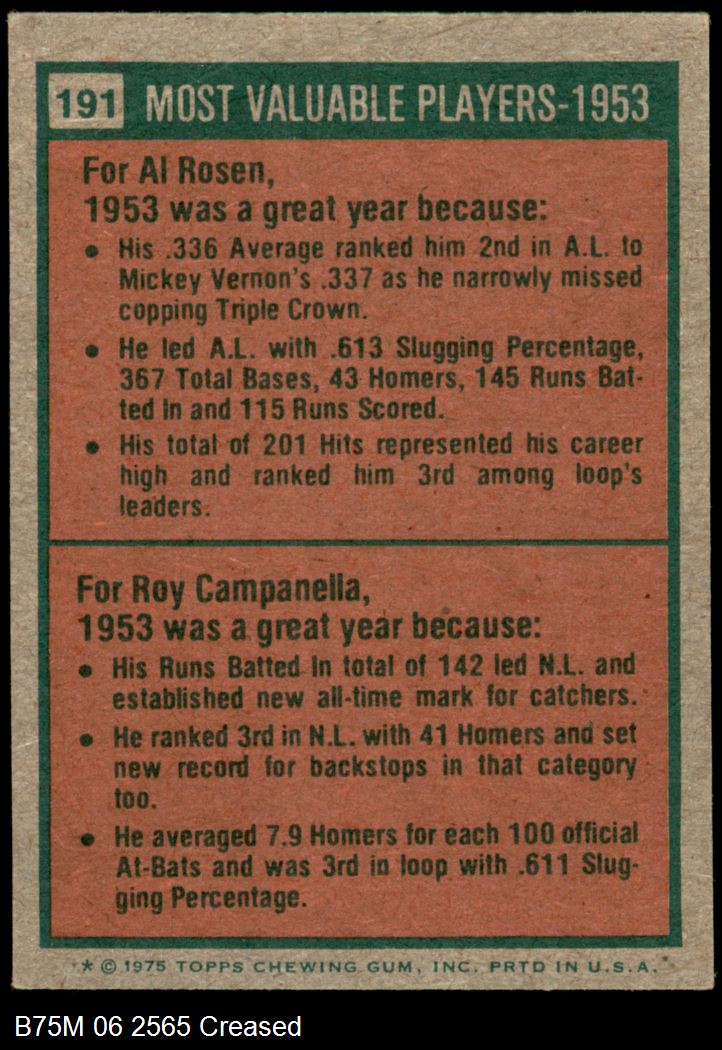 191 MOST VALUABLE PLAYERS-1953
For Al Rosen,
1953 was a great year because:
• His .336 Average ranked him 2nd in A.L. to
Mickey Vernon's .337 as he narrowly missed
copping Triple Crown.
• He led A.L. with .613 Slugging Percentage,
367 Total Bases, 43 Homers, 145 Runs Bat-
ted In and 115 Runs Scored.
• His total of 201 Hits represented his career
high and ranked him 3rd among loop's
leaders.
For Roy Campanella,
1953 was a great year because:
• His Runs Batted In total of 142 led N.L. and
established new all-time mark for catchers.
• He ranked 3rd in N.L. with 41 Homers and set
new record for backstops in that category
too.
• He averaged 7.9 Homers for each 100 official
At-Bats and was 3rd in loop with .611 Slug-
ging Percentage.
* © 1975 TOPPS CHEWING GUM, INC. PRTD IN U.S.A.
B75M 06 2565 Creased